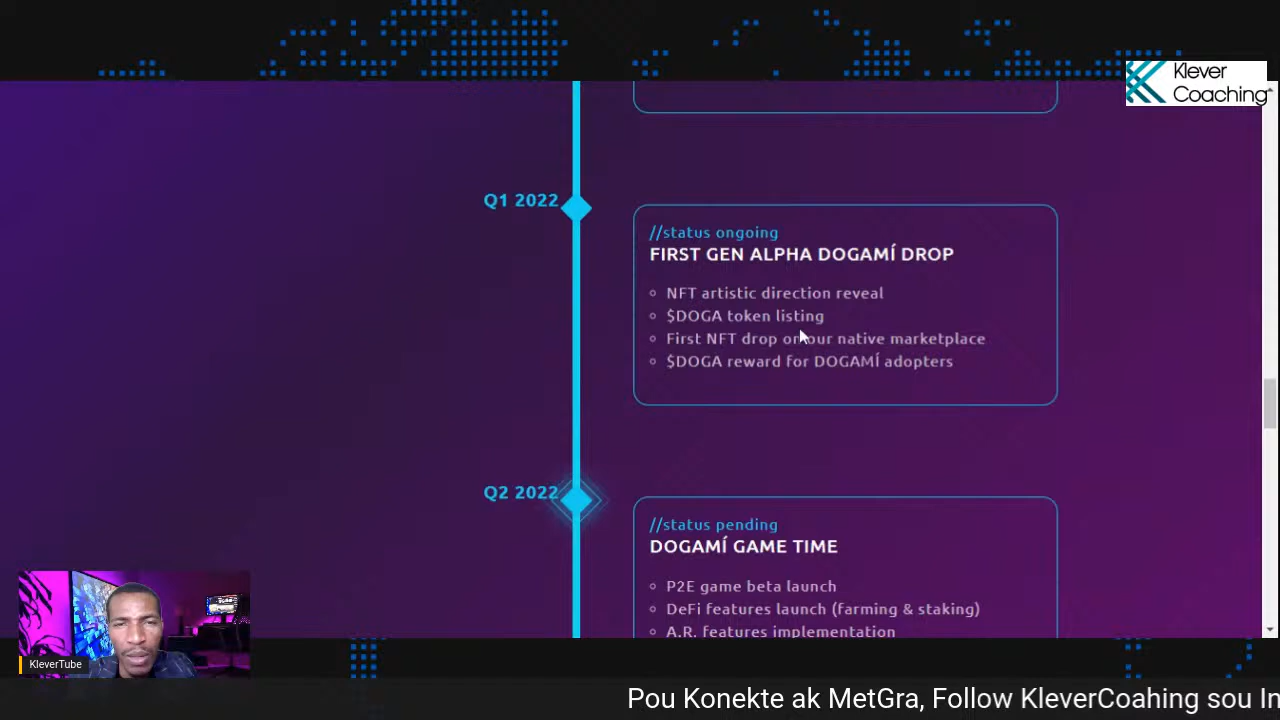 Klever
Coaching
Q1 2022
//status ongoing
FIRST GEN ALPHA DOGAMÍ DROP
NFT artistic direction reveal
$DOGA token listing
First NFT drop on our native marketplace
$DOGA reward for DOGAMÍ adopters
Q2 2022
//status pending
DOGAMÍ GAME TIME
P2E game beta launch
DeFi features launch (farming & staking)
A.R. features implementation
KleverTube
Pou Konekte ak MetGra, Follow KleverCoahing sou In